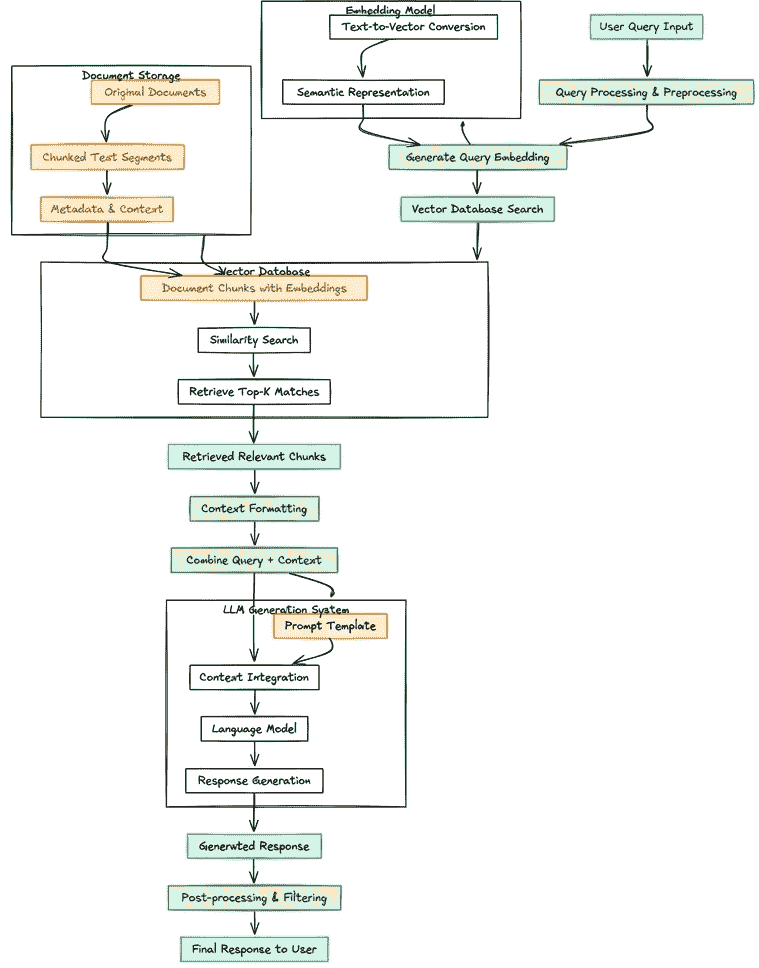 Embedding Model
Text-to-Vector Conversion
User Query Input
Document Storage
Original Documents
Semantic Representation
Query Processing & Preprocessing
Chunked Test Segments
Generate Query Embedding
Metadata & Context
Vector Database Search
Vector Database
Document Chunks with Embeddings
Similarity Search
Retrieve Top-K Matches
Retrieved Relevant Chunks
Context Formatting
Combine Query + Context
LLM Generation System
Prompt Template
Context Integration
Language Model
Response Generation
Generwted Response
Post-processing & Filtering
Final Response to User